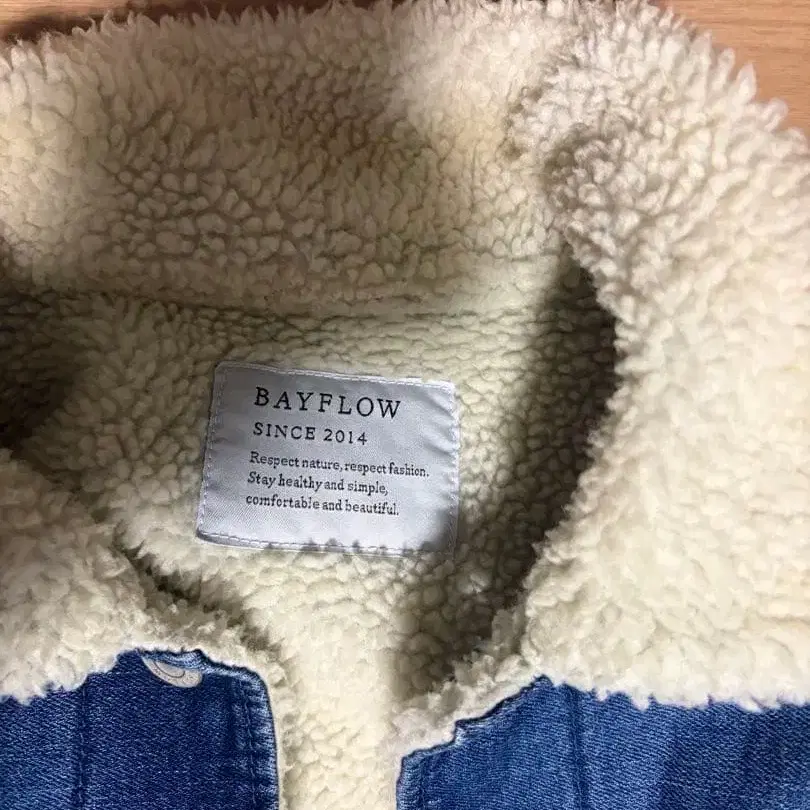 BAYFLOW
SINCE 2014
Respect nature, respect fashion.
Stay healthy and simple,
comfortable and beautiful.